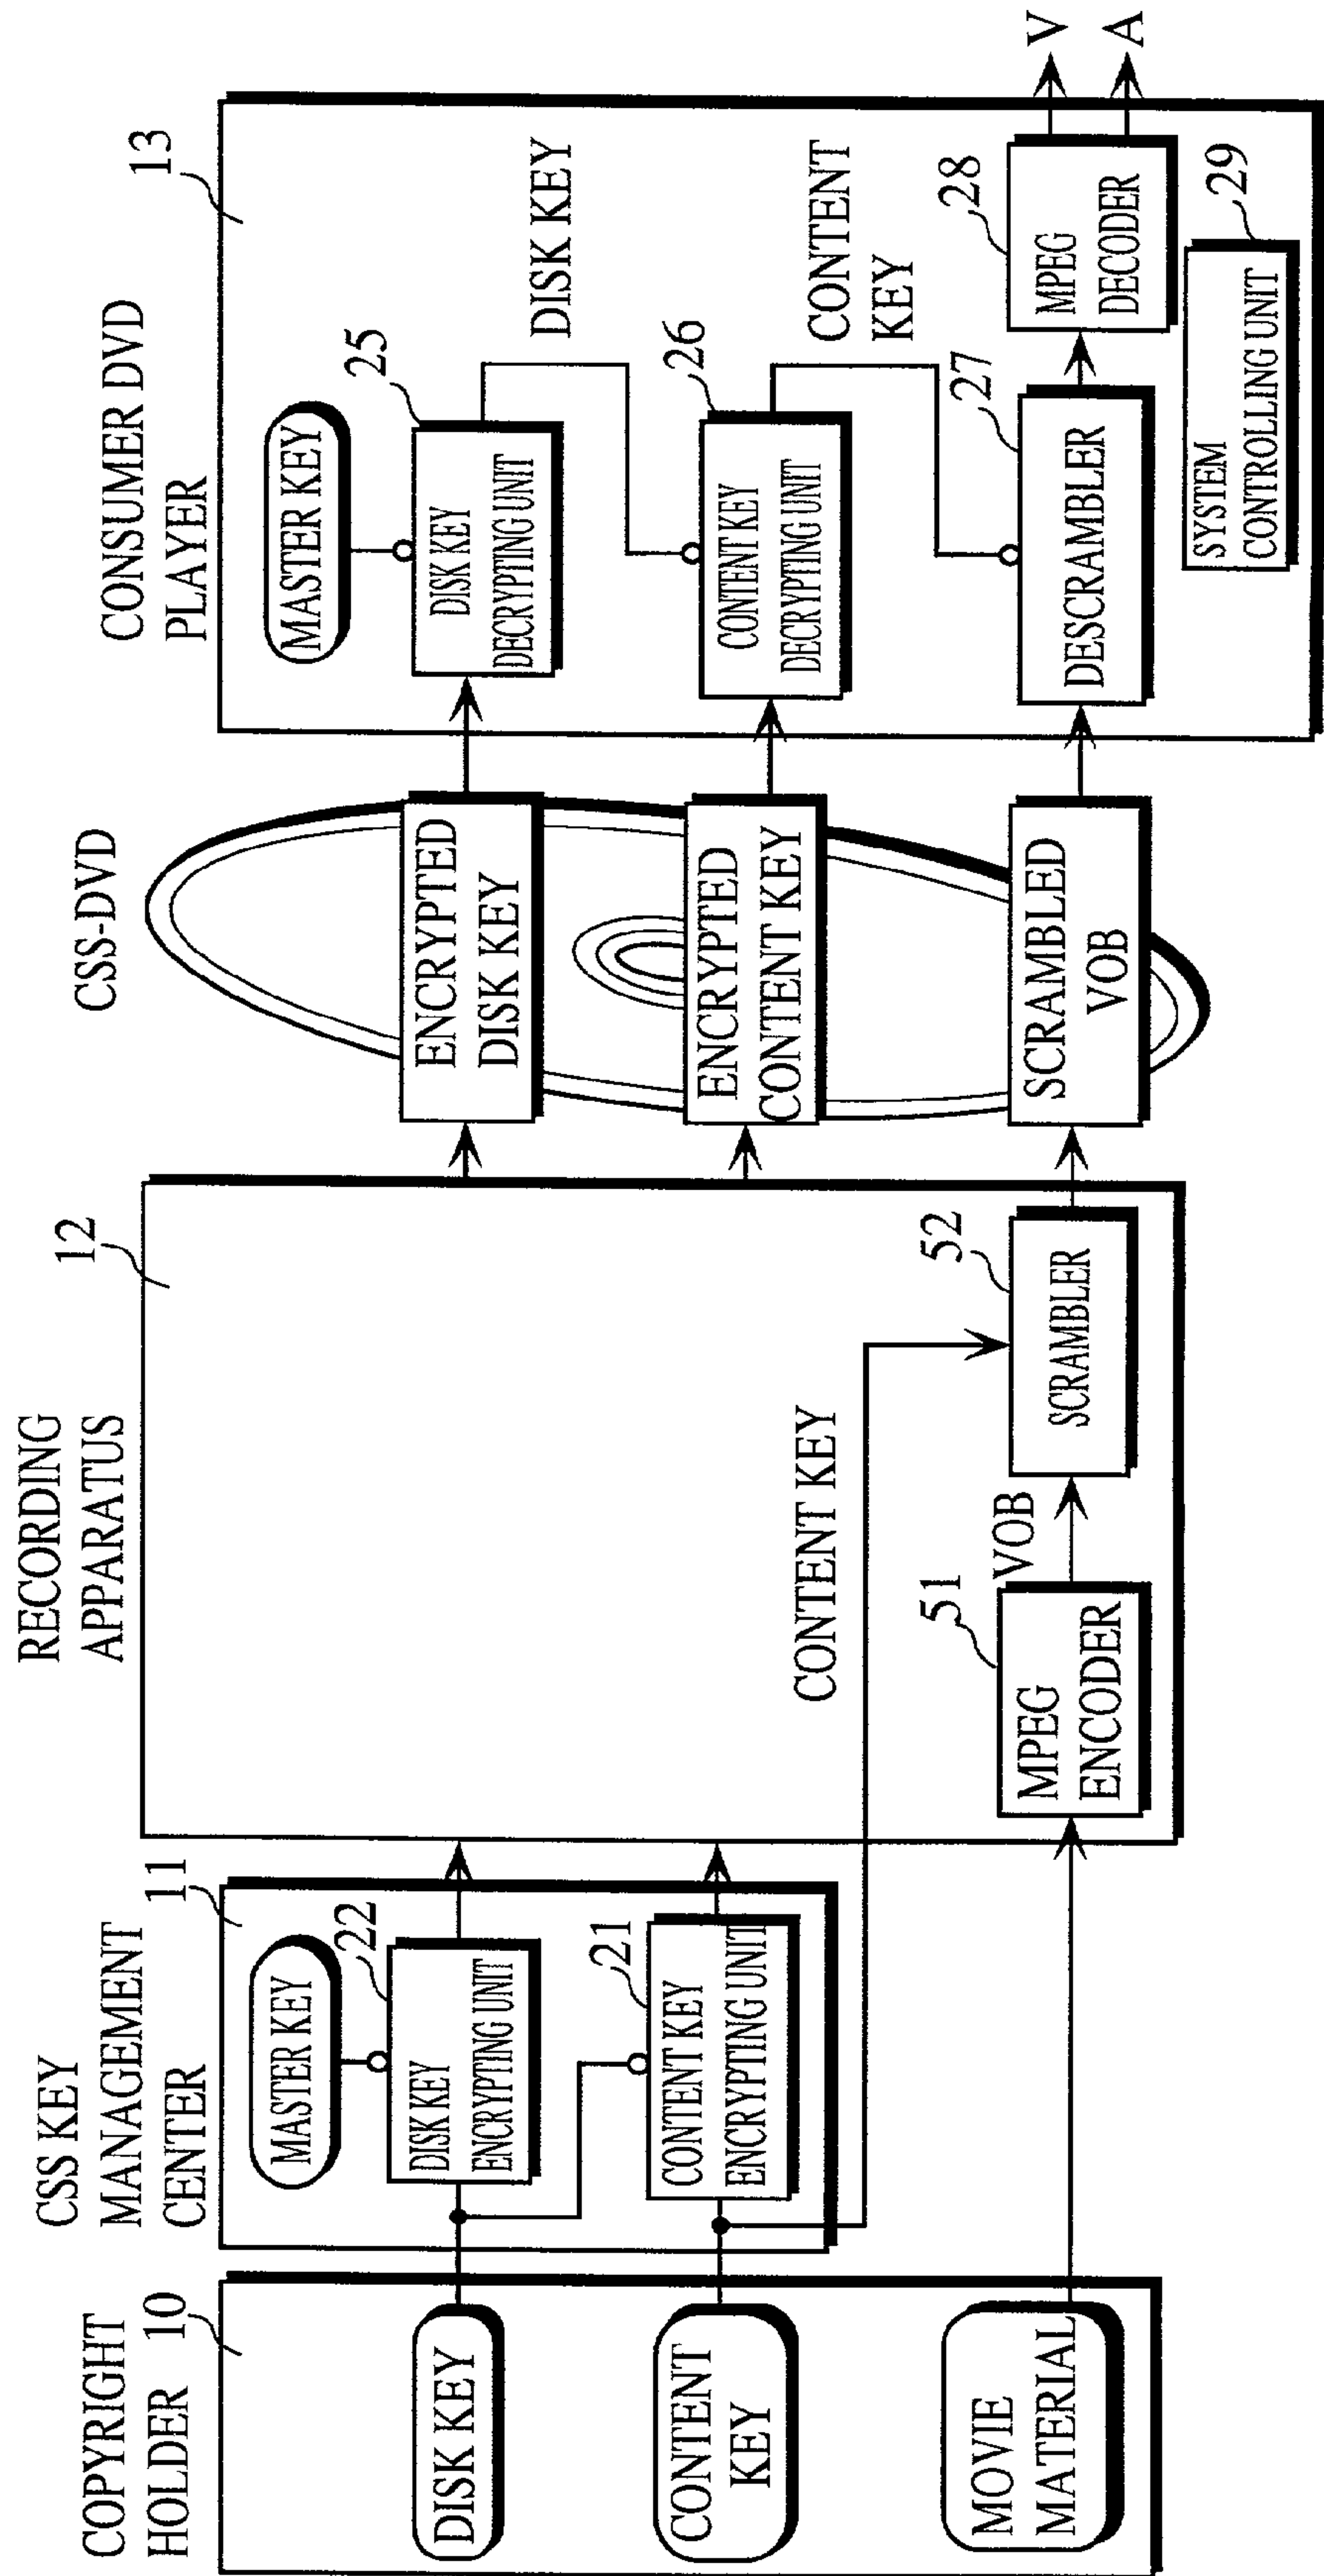 COPYRIGHT
HOLDER 10
DISK KEY
CONTENT
KEY
MOVIE
MATERIAL
CSS KEY
MANAGEMENT
CENTER
11
MASTER KEY
22
DISK KEY
ENCRYPTING UNIT
21
CONTENT KEY
ENCRYPTING UNIT
RECORDING
APPARATUS
12
CONTENT KEY
51
MPEG
ENCODER
VOB
52
SCRAMBLER
CSS-DVD
ENCRYPTED
DISK KEY
ENCRYPTED
CONTENT KEY
SCRAMBLED
VOB
CONSUMER DVD
PLAYER
13
MASTER KEY
25
DISK KEY
DECRYPTING UNIT
DISK KEY
26
CONTENT KEY
DECRYPTING UNIT
CONTENT
KEY
27
DESCRAMBLER
28
MPEG
DECODER
29
SYSTEM
CONTROLLING UNIT
V
A